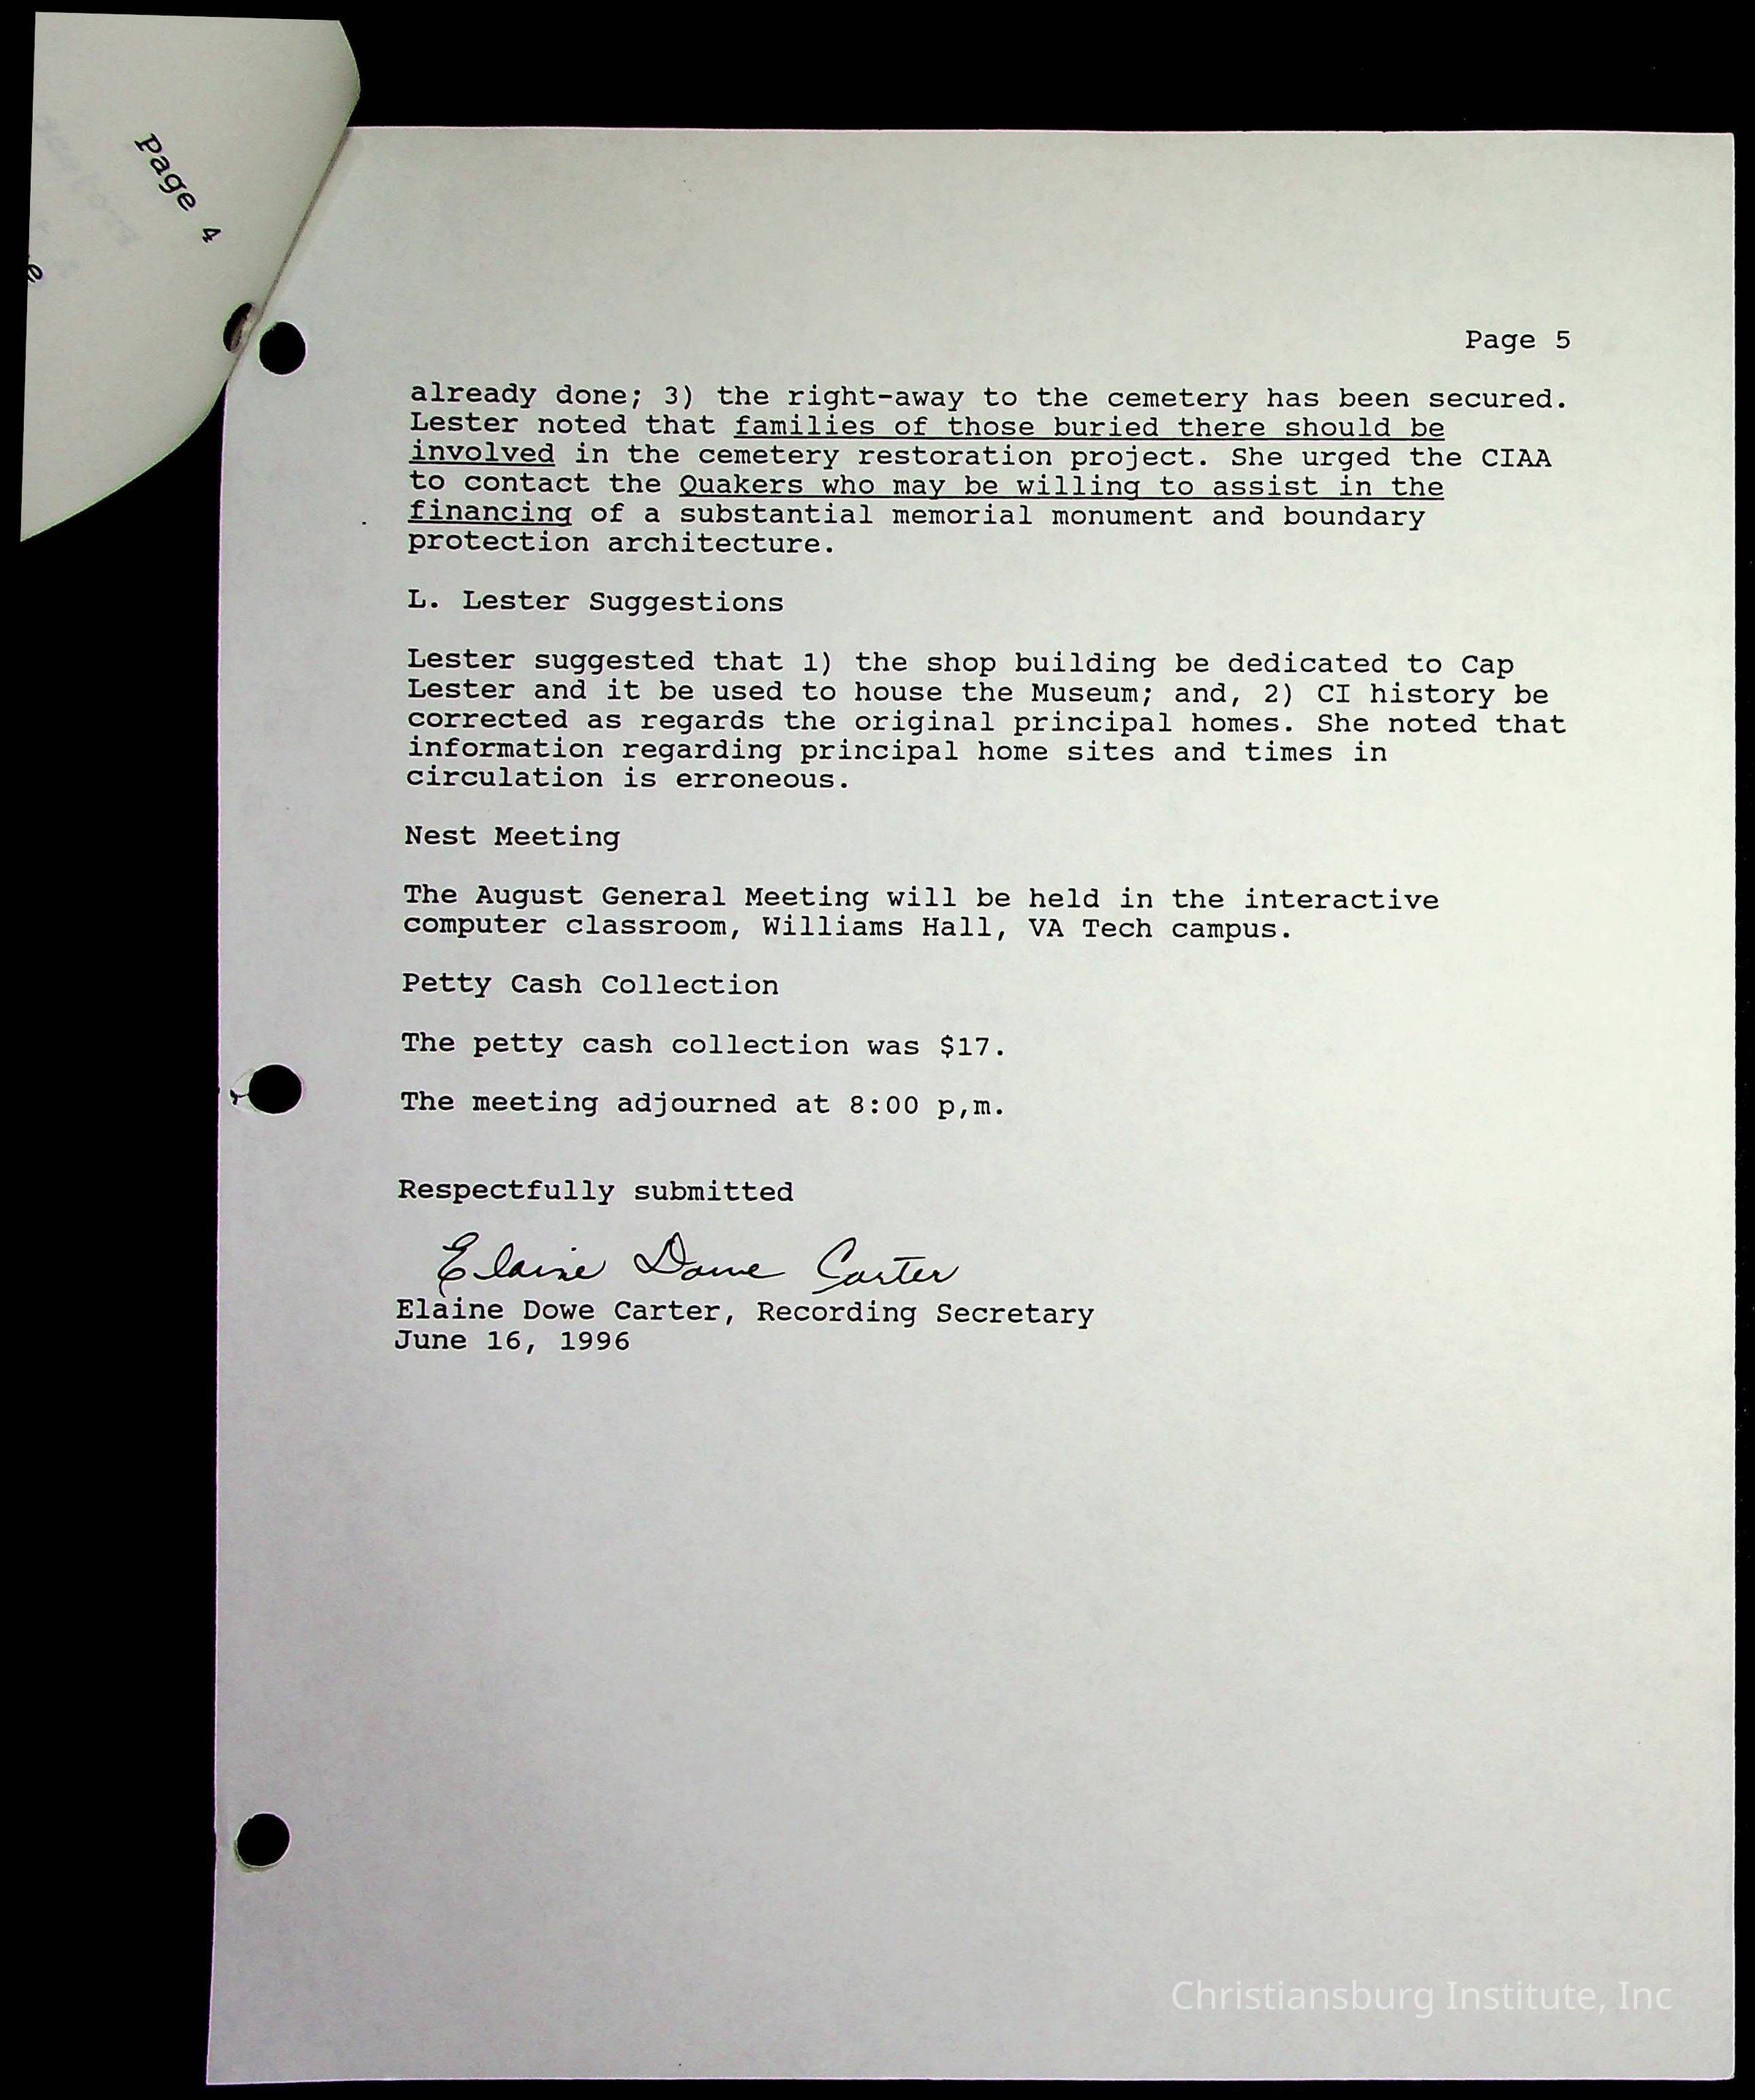 Page 4
Page 5
already done; 3) the right-away to the cemetery has been secured.
Lester noted that families of those buried there should be
involved in the cemetery restoration project. She urged the CIAA
to contact the Quakers who may be willing to assist in the
financing of a substantial memorial monument and boundary
protection architecture.
L. Lester Suggestions
Lester suggested that 1) the shop building be dedicated to Cap
Lester and it be used to house the Museum; and, 2) CI history be
corrected as regards the original principal homes. She noted that
information regarding principal home sites and times in
circulation is erroneous.
Nest Meeting
The August General Meeting will be held in the interactive
computer classroom, Williams Hall, VA Tech campus.
Petty Cash Collection
The petty cash collection was $17.
The meeting adjourned at 8:00 p,m.
Respectfully submitted
Elaine Dowe Carter
Elaine Dowe Carter, Recording Secretary
June 16, 1996
Christiansburg Institute, Inc